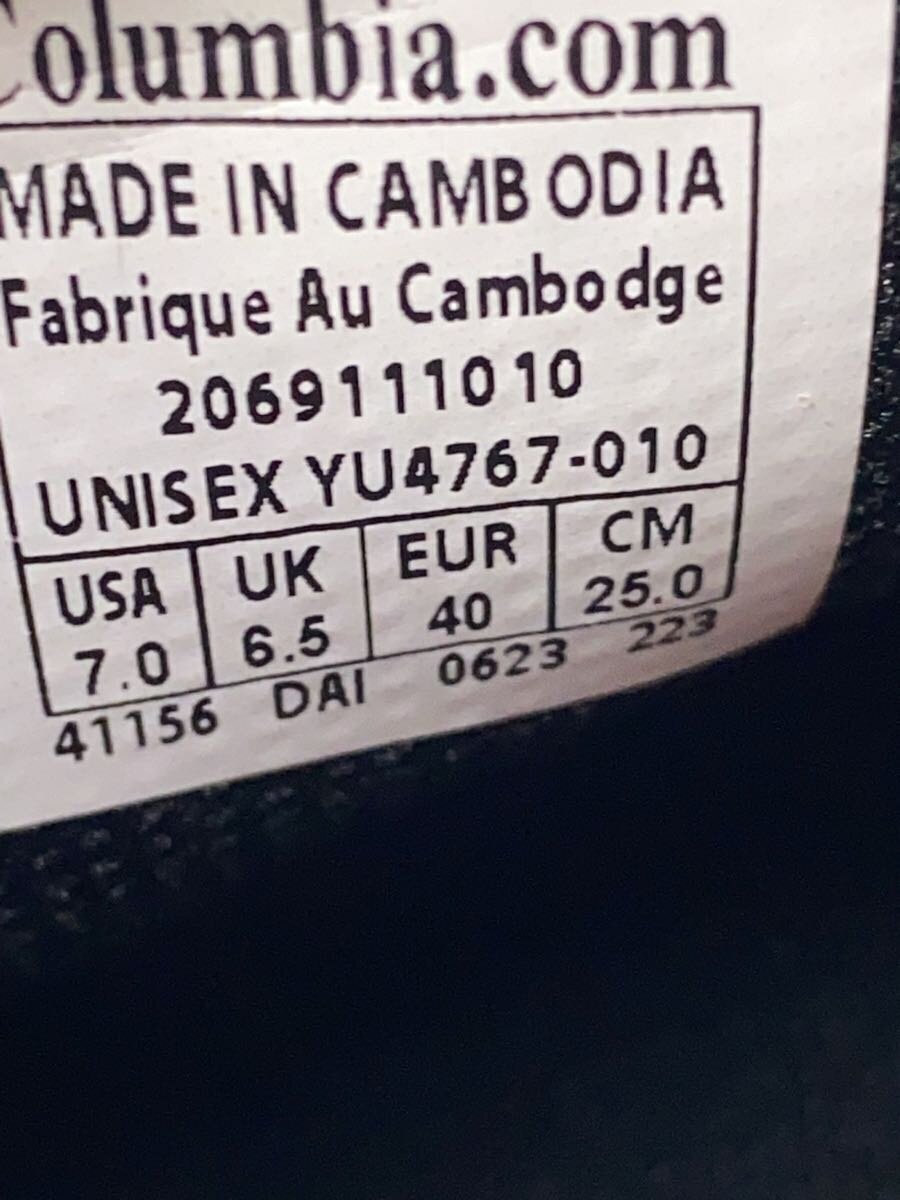 Columbia.com
MADE IN CAMBODIA
Fabrique Au Cambodge
2069111010
UNISEX YU4767-010
USA UK EUR CM
7.0 6.5 40 25.0
41156 DAI 0623 223